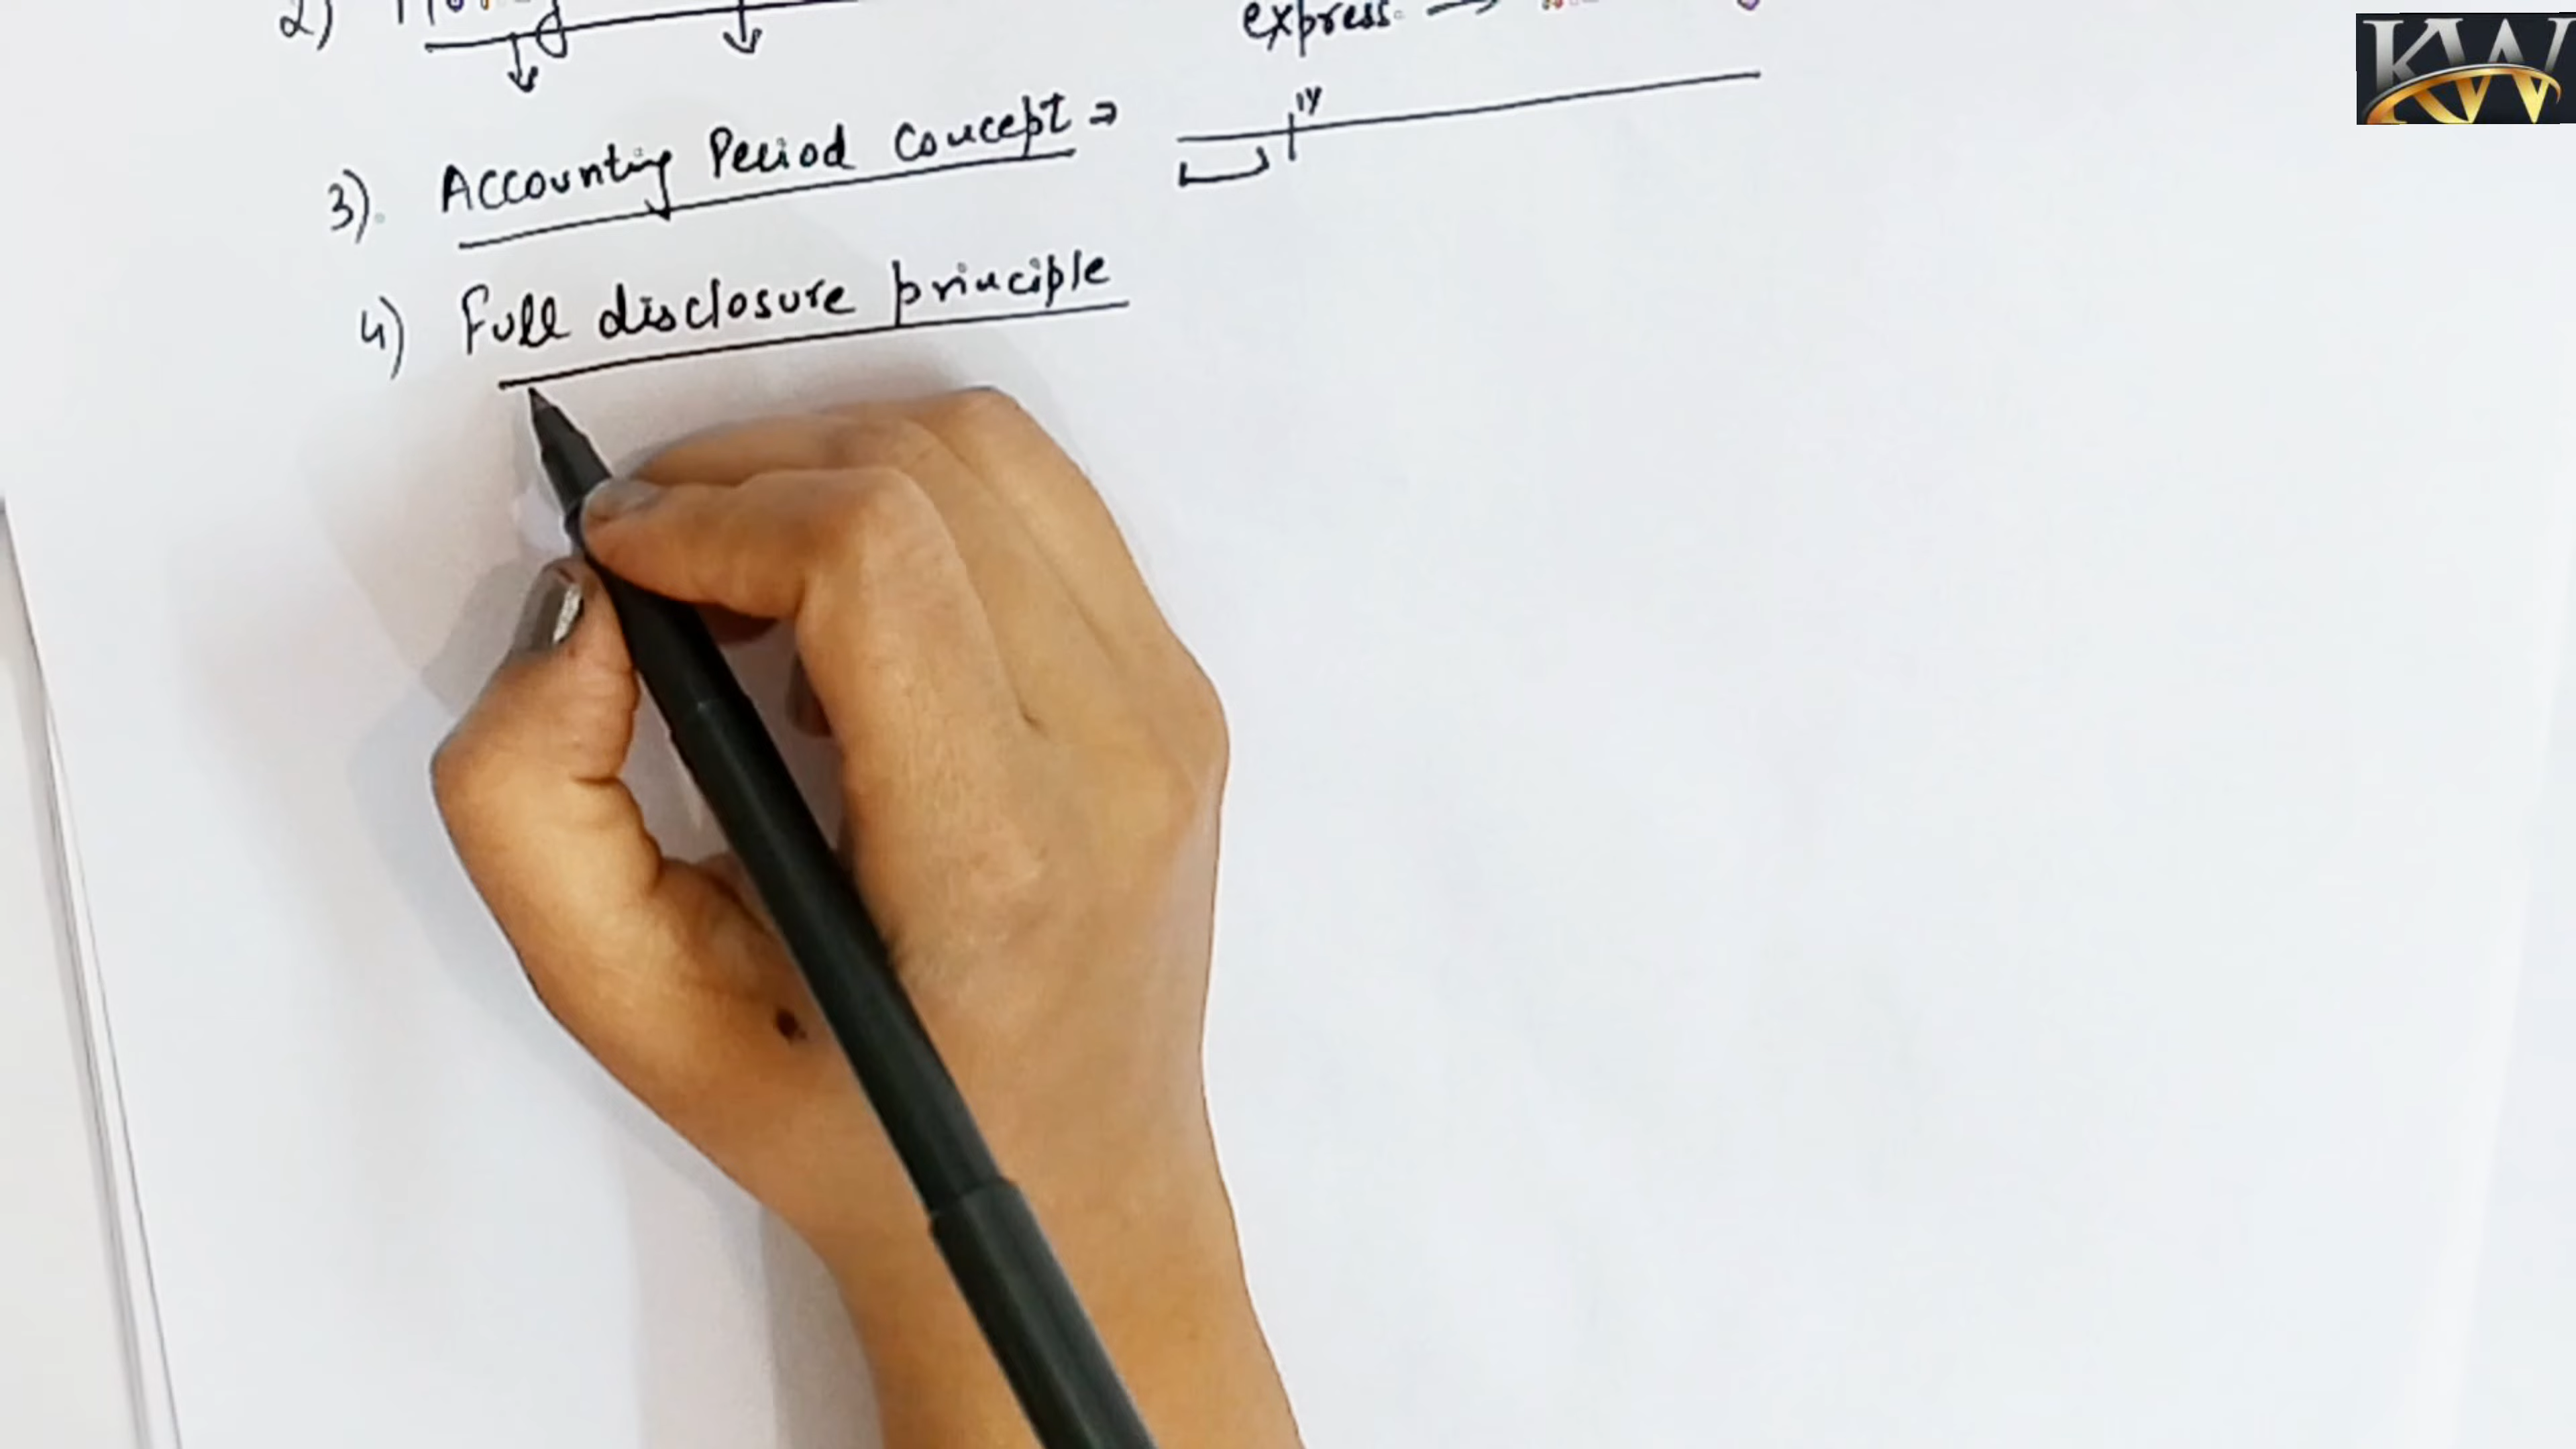 2)
express. →
3). Accounting Period Concept ⇒ 1Y
4) Full disclosure principle
KW